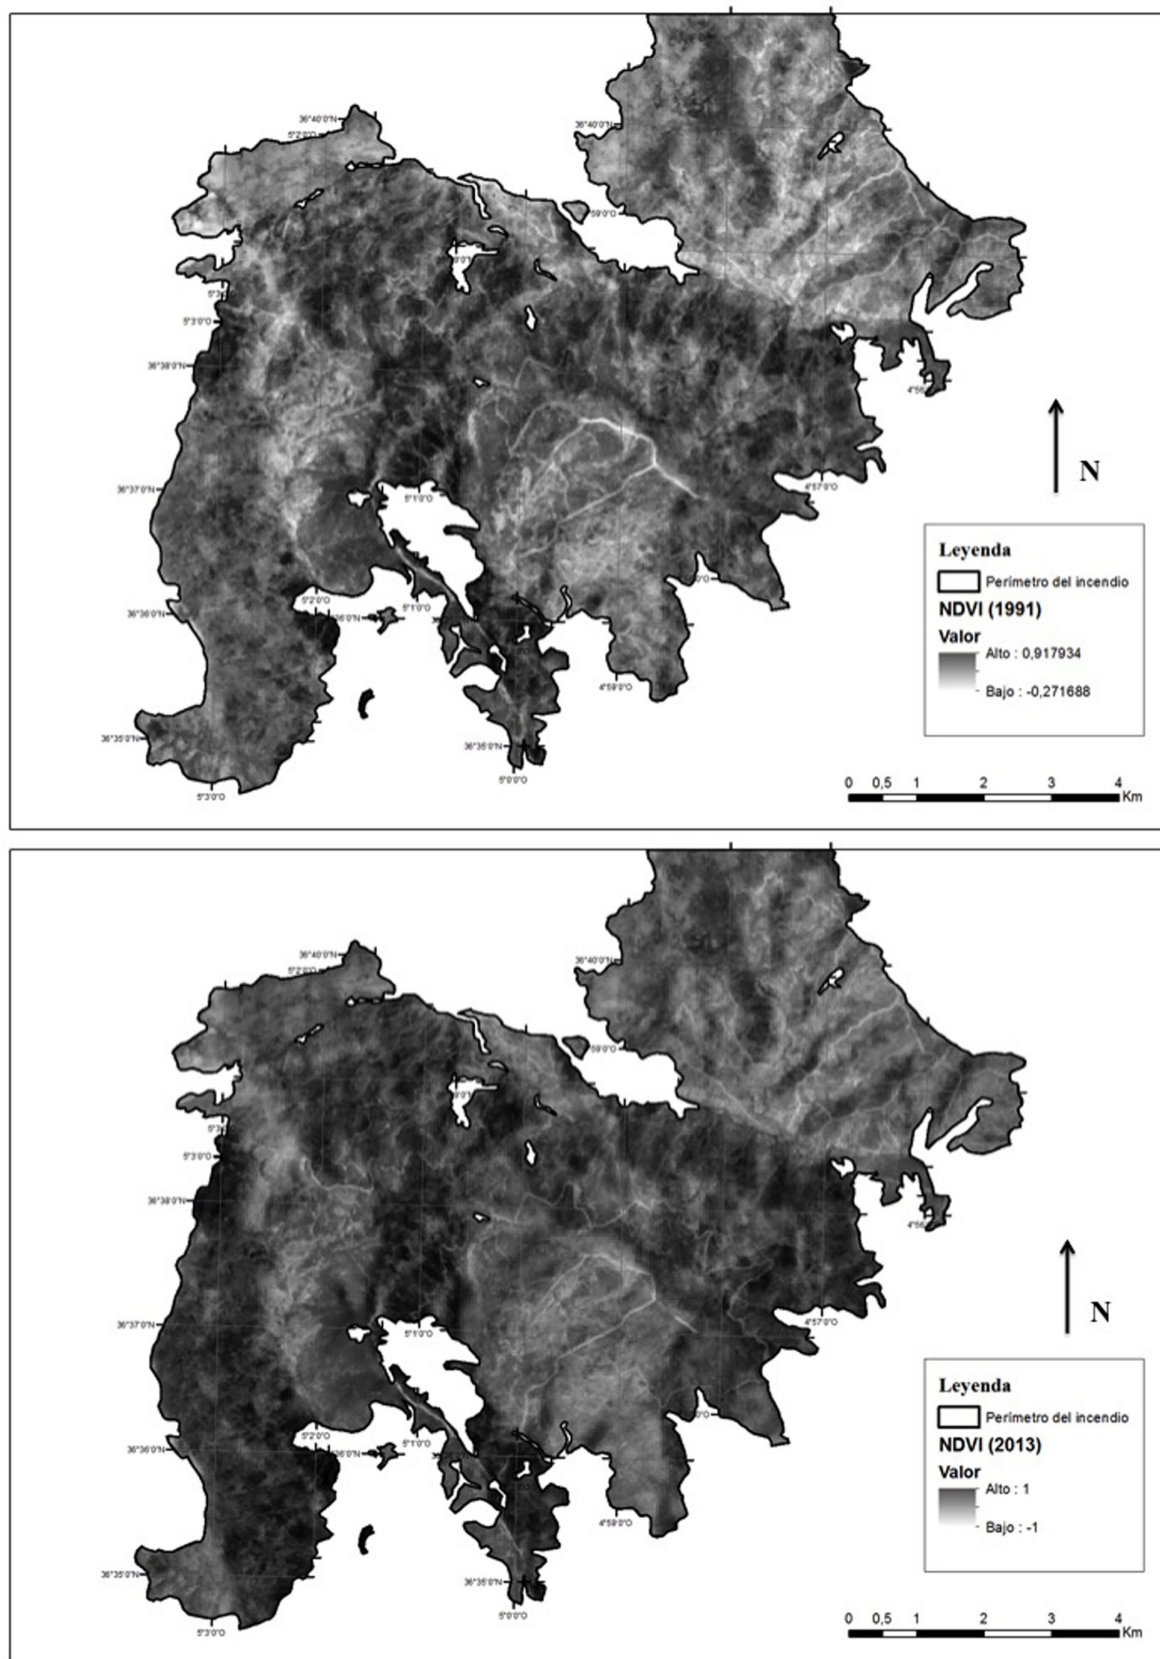 36°40'0"N
5°2'0"O
36°40'0"N
59'0"O
5°3'0"O
36°38'0"N
4°56
36°37'0"N
5°1'0"O
4°57'0"O
N
Leyenda
Perímetro del incendio
NDVI (1991)
Valor
Alto : 0,917934
Bajo : -0,271688
5°2'0"O
5°1'0"O
36°36'0"N
4°59'0"O
36°35'0"N
36°35'0"N
5°3'0"O
5°0'0"O
0 0,5 1 2 3 4
Km
36°40'0"N
5°2'0"O
36°40'0"N
59'0"O
5°3'0"O
36°38'0"N
4°56
36°37'0"N
5°1'0"O
4°57'0"O
N
Leyenda
Perímetro del incendio
NDVI (2013)
Valor
Alto : 1
Bajo : -1
5°2'0"O
5°1'0"O
36°36'0"N
4°59'0"O
36°35'0"N
36°35'0"N
5°3'0"O
5°0'0"O
0 0,5 1 2 3 4
Km